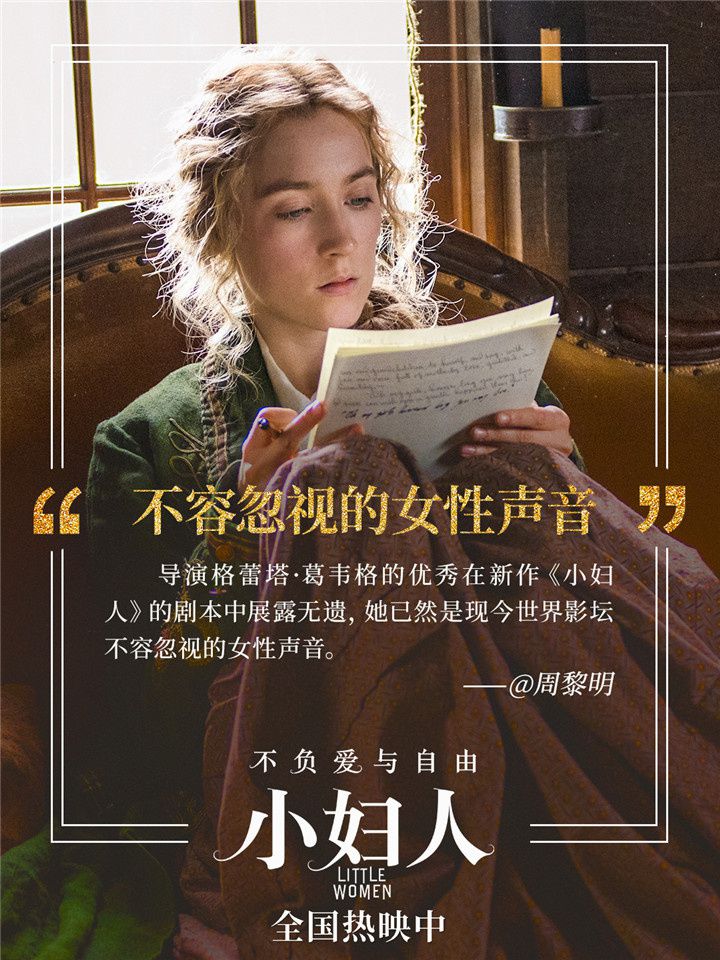 “不容忽视的女性声音”
导演格蕾塔·葛韦格的优秀在新作《小妇
人》的剧本中展露无遗，她已然是现今世界影坛
不容忽视的女性声音。
——@周黎明
不负爱与自由
小妇人
LITTLE
WOMEN
全国热映中